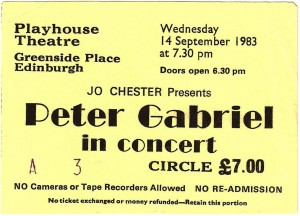 Playhouse Theatre
Greenside Place
Edinburgh
Wednesday
14 September 1983
at 7.30 pm
Doors open 6.30 pm
JO CHESTER Presents
Peter Gabriel
in concert
A 3 CIRCLE £7.00
NO Cameras or Tape Recorders Allowed NO RE-ADMISSION
No ticket exchanged or money refunded—Retain this portion